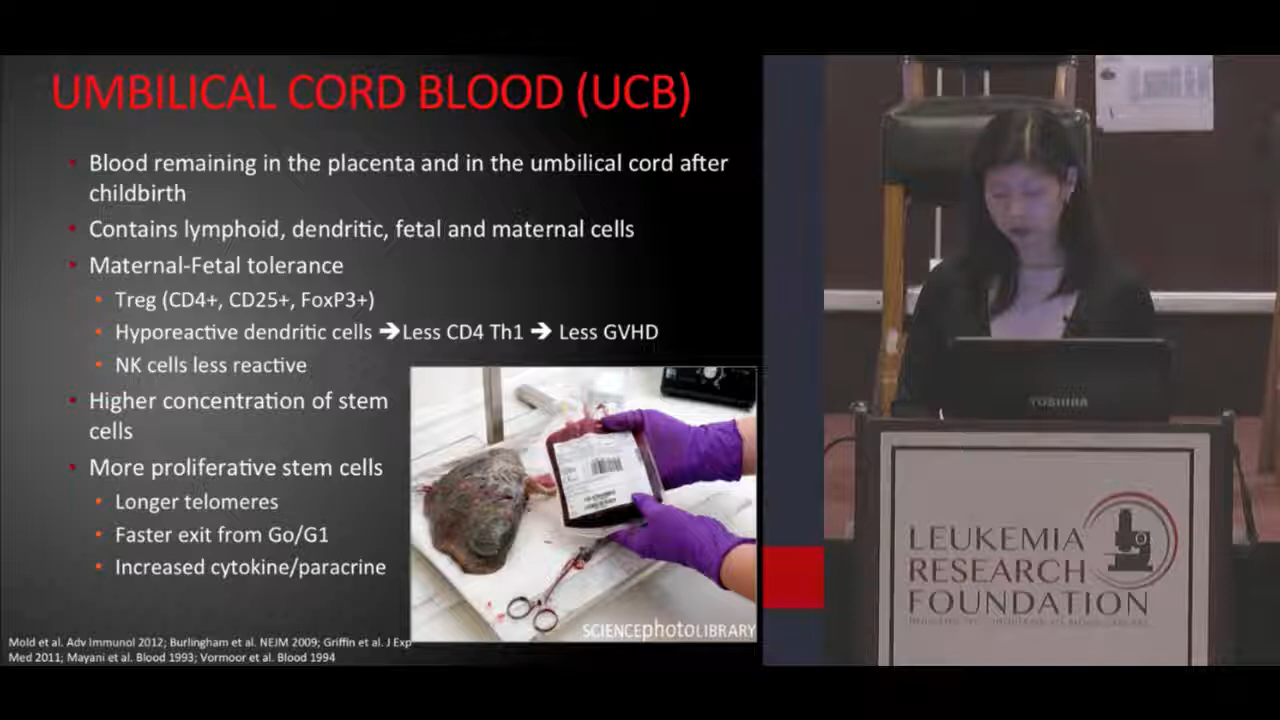 UMBILICAL CORD BLOOD (UCB)
Blood remaining in the placenta and in the umbilical cord after
childbirth
Contains lymphoid, dendritic, fetal and maternal cells
Maternal-Fetal tolerance
Treg (CD4+, CD25+, FoxP3+)
Hyporeactive dendritic cells ➔Less CD4 Th1 ➔ Less GVHD
NK cells less reactive
Higher concentration of stem
cells
More proliferative stem cells
Longer telomeres
Faster exit from Go/G1
Increased cytokine/paracrine
SCIENCEphotoLIBRARY
Mold et al. Adv Immunol 2012; Burlingham et al. NEJM 2009; Griffin et al. J Exp
Med 2011; Mayani et al. Blood 1993; Vormoor et al. Blood 1994
TOSHIBA
LEUKEMIA
RESEARCH
FOUNDATION